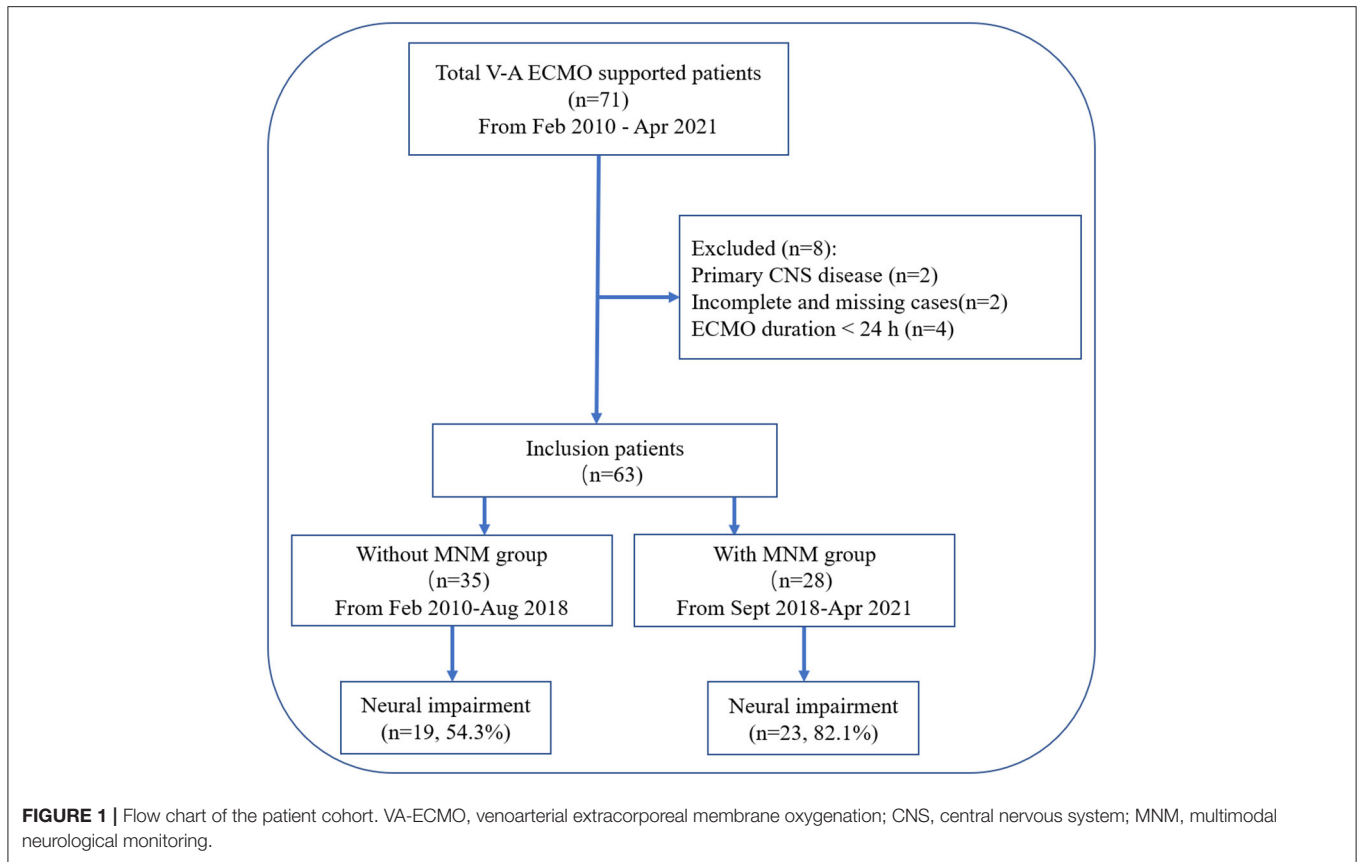 Total V-A ECMO supported patients
(n=71)
From Feb 2010 - Apr 2021
Excluded (n=8):
Primary CNS disease (n=2)
Incomplete and missing cases(n=2)
ECMO duration < 24 h (n=4)
Inclusion patients
(n=63)
Without MNM group
(n=35)
From Feb 2010-Aug 2018
With MNM group
(n=28)
From Sept 2018-Apr 2021
Neural impairment
(n=19, 54.3%)
Neural impairment
(n=23, 82.1%)
FIGURE 1 | Flow chart of the patient cohort. VA-ECMO, venoarterial extracorporeal membrane oxygenation; CNS, central nervous system; MNM, multimodal
neurological monitoring.